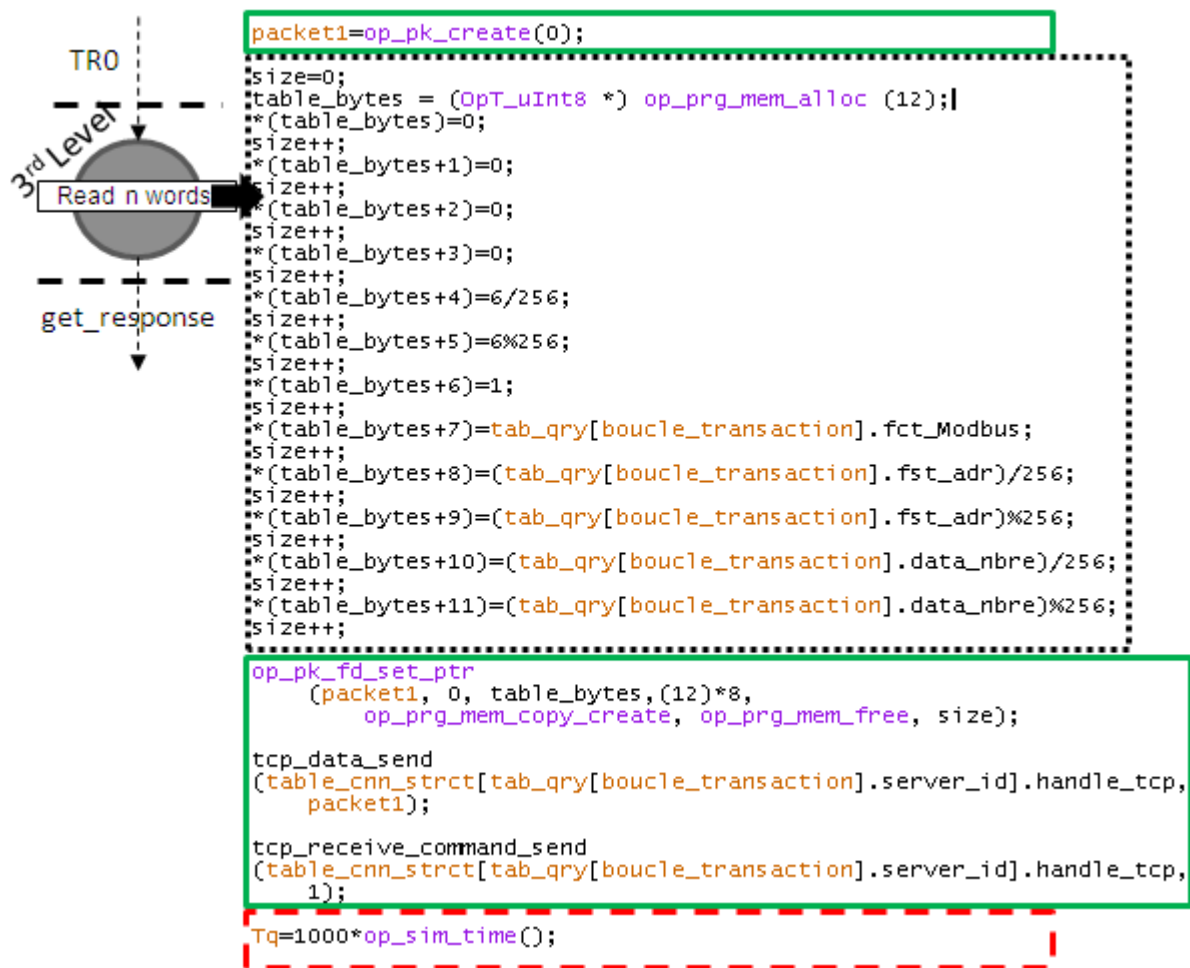 TR0
3rd Level
Read n words
get_response
packet1=op_pk_create(0);
size=0;
table_bytes = (OpT_uInt8 *) op_prg_mem_alloc (12);
*(table_bytes)=0;
size++;
*(table_bytes+1)=0;
size++;
*(table_bytes+2)=0;
size++;
*(table_bytes+3)=0;
size++;
*(table_bytes+4)=6/256;
size++;
*(table_bytes+5)=6%256;
size++;
*(table_bytes+6)=1;
size++;
*(table_bytes+7)=tab_qry[boucle_transaction].fct_Modbus;
size++;
*(table_bytes+8)=(tab_qry[boucle_transaction].fst_adr)/256;
size++;
*(table_bytes+9)=(tab_qry[boucle_transaction].fst_adr)%256;
size++;
*(table_bytes+10)=(tab_qry[boucle_transaction].data_nbre)/256;
size++;
*(table_bytes+11)=(tab_qry[boucle_transaction].data_nbre)%256;
size++;
op_pk_fd_set_ptr
(packet1, 0, table_bytes,(12)*8,
op_prg_mem_copy_create, op_prg_mem_free, size);
tcp_data_send
(table_cnn_strct[tab_qry[boucle_transaction].server_id].handle_tcp,
packet1);
tcp_receive_command_send
(table_cnn_strct[tab_qry[boucle_transaction].server_id].handle_tcp,
1);
Tq=1000*op_sim_time();